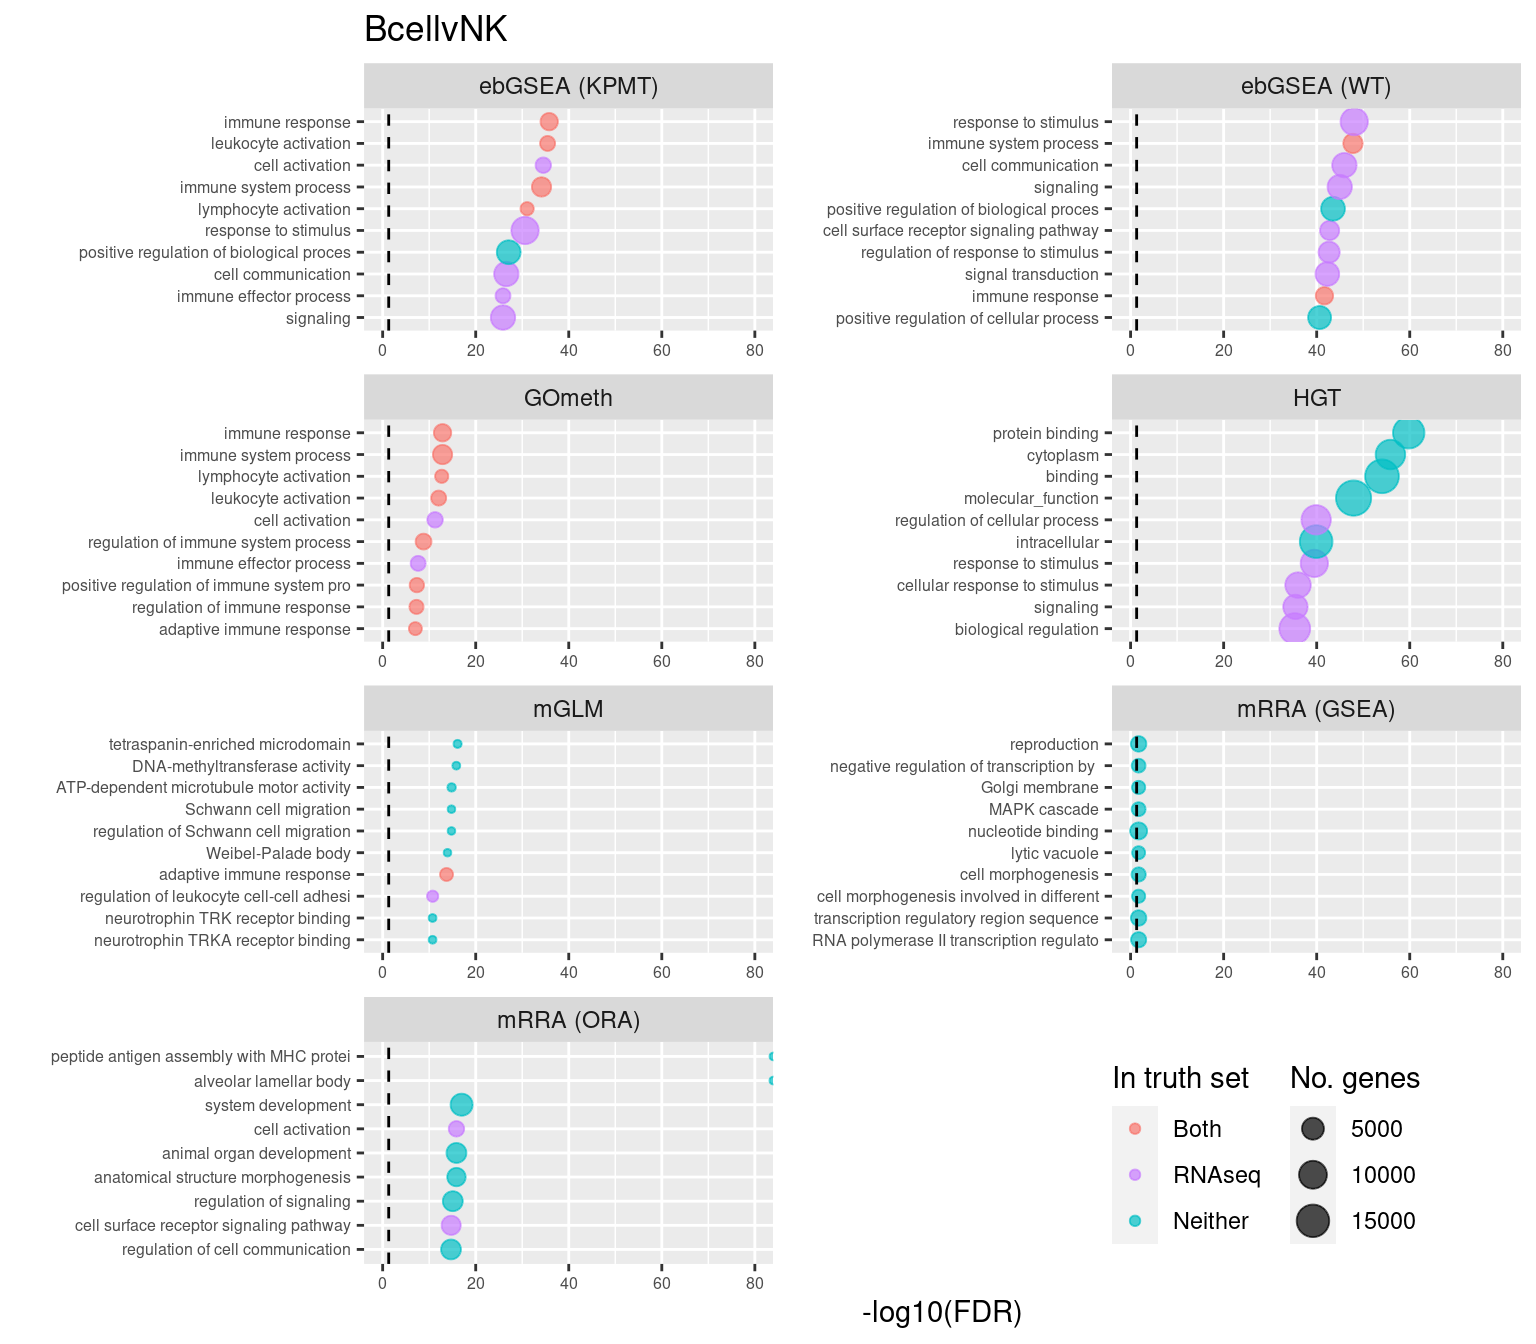 BcellvNK
ebGSEA (KPMT)
immune response
leukocyte activation
cell activation
immune system process
lymphocyte activation
response to stimulus
positive regulation of biological proces
cell communication
immune effector process
signaling
0 20 40 60 80
ebGSEA (WT)
response to stimulus
immune system process
cell communication
signaling
positive regulation of biological proces
cell surface receptor signaling pathway
regulation of response to stimulus
signal transduction
immune response
positive regulation of cellular process
0 20 40 60 80
GOmeth
immune response
immune system process
lymphocyte activation
leukocyte activation
cell activation
regulation of immune system process
immune effector process
positive regulation of immune system pro
regulation of immune response
adaptive immune response
0 20 40 60 80
HGT
protein binding
cytoplasm
binding
molecular_function
regulation of cellular process
intracellular
response to stimulus
cellular response to stimulus
signaling
biological regulation
0 20 40 60 80
mGLM
tetraspanin-enriched microdomain
DNA-methyltransferase activity
ATP-dependent microtubule motor activity
Schwann cell migration
regulation of Schwann cell migration
Weibel-Palade body
adaptive immune response
regulation of leukocyte cell-cell adhesi
neurotrophin TRK receptor binding
neurotrophin TRKA receptor binding
0 20 40 60 80
mRRA (GSEA)
reproduction
negative regulation of transcription by
Golgi membrane
MAPK cascade
nucleotide binding
lytic vacuole
cell morphogenesis
cell morphogenesis involved in different
transcription regulatory region sequence
RNA polymerase II transcription regulato
0 20 40 60 80
mRRA (ORA)
peptide antigen assembly with MHC protei
alveolar lamellar body
system development
cell activation
animal organ development
anatomical structure morphogenesis
regulation of signaling
cell surface receptor signaling pathway
regulation of cell communication
0 20 40 60 80
In truth set
Both
RNAseq
Neither
No. genes
5000
10000
15000
-log10(FDR)